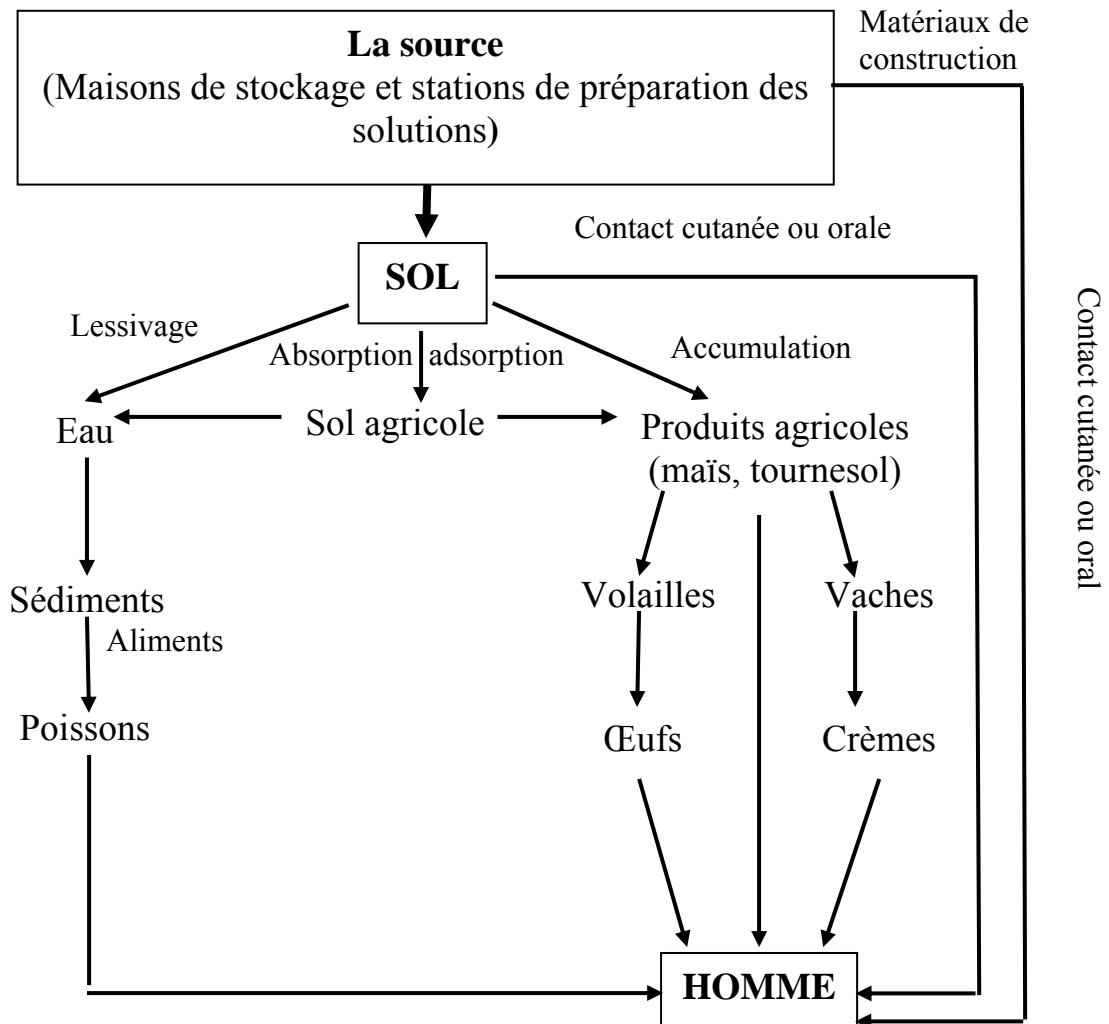 Matériaux de
construction
La source
(Maisons de stockage et stations de préparation des
solutions)
Contact cutanée ou orale
SOL
Lessivage
Absorption
adsorption
Accumulation
Contact cutanée ou oral
Eau
Sol agricole
Produits agricoles
(maïs, tournesol)
Sédiments
Volailles
Vaches
Aliments
Poissons
Œufs
Crèmes
HOMME